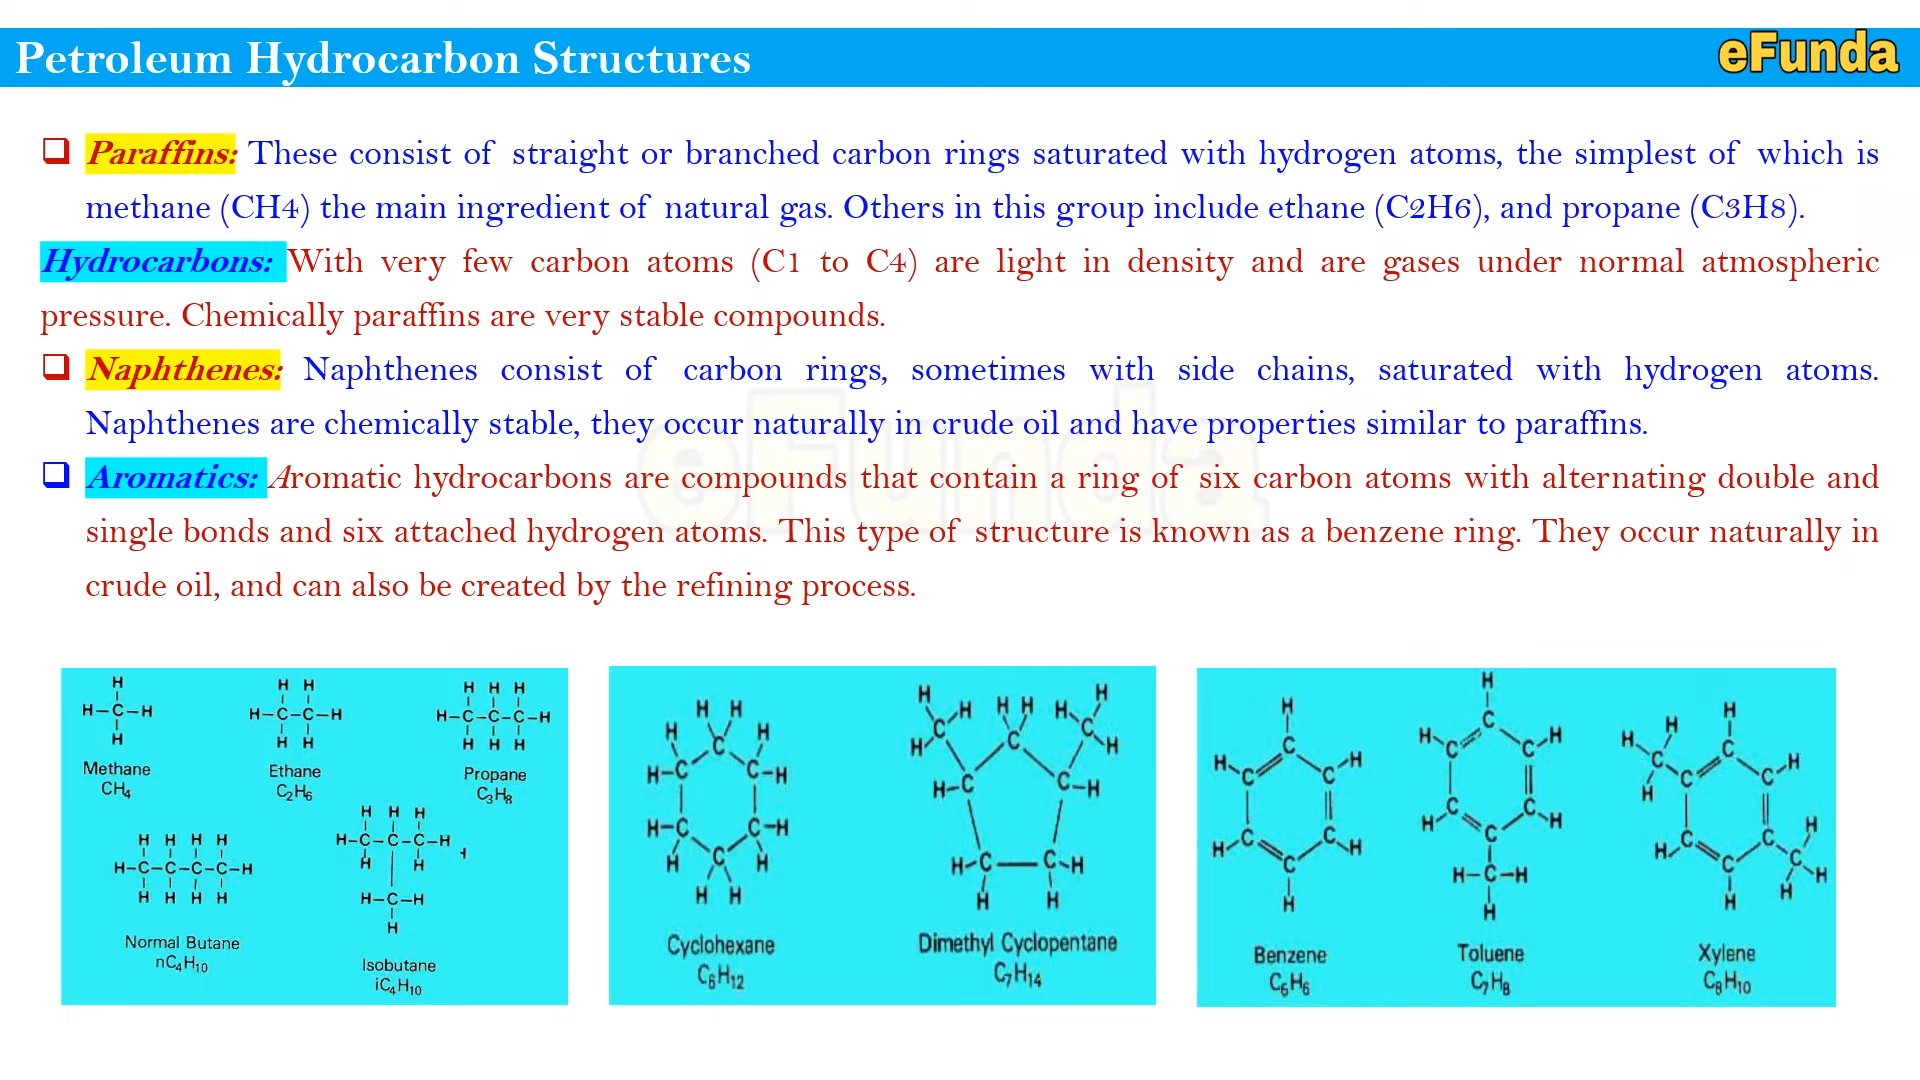 Petroleum Hydrocarbon Structures
eFunda
❑ Paraffins: These consist of straight or branched carbon rings saturated with hydrogen atoms, the simplest of which is
methane (CH4) the main ingredient of natural gas. Others in this group include ethane (C2H6), and propane (C3H8).
Hydrocarbons: With very few carbon atoms (C1 to C4) are light in density and are gases under normal atmospheric
pressure. Chemically paraffins are very stable compounds.
❑ Naphthenes: Naphthenes consist of carbon rings, sometimes with side chains, saturated with hydrogen atoms.
Naphthenes are chemically stable, they occur naturally in crude oil and have properties similar to paraffins.
❑ Aromatics: Aromatic hydrocarbons are compounds that contain a ring of six carbon atoms with alternating double and
single bonds and six attached hydrogen atoms. This type of structure is known as a benzene ring. They occur naturally in
crude oil, and can also be created by the refining process.
eFunda
H
H–C–H
H
Methane
CH₄
H H
H–C–C–H
H H
Ethane
C₂H₆
H H H
H–C–C–C–H
H H H
Propane
C₃H₈
H H H H
H–C–C–C–C–H
H H H H
Normal Butane
nC₄H₁₀
H H H
H–C–C–C–H
H H
H–C–H
H
Isobutane
iC₄H₁₀
H H
H C H
H–C C–H
H–C C–H
H C H
H H
Cyclohexane
C₆H₁₂
H H H H H
C H C H C
H H
H–C C–H
H–C C–H
H H
Dimethyl Cyclopentane
C₇H₁₄
H
H C H
C C
C C
H C H
H
Benzene
C₆H₆
H
H C H
C C
C C
H C H
H–C–H
H
Toluene
C₇H₈
H H H
C C H
H C C
H C C H
C C
H H H
Xylene
C₈H₁₀